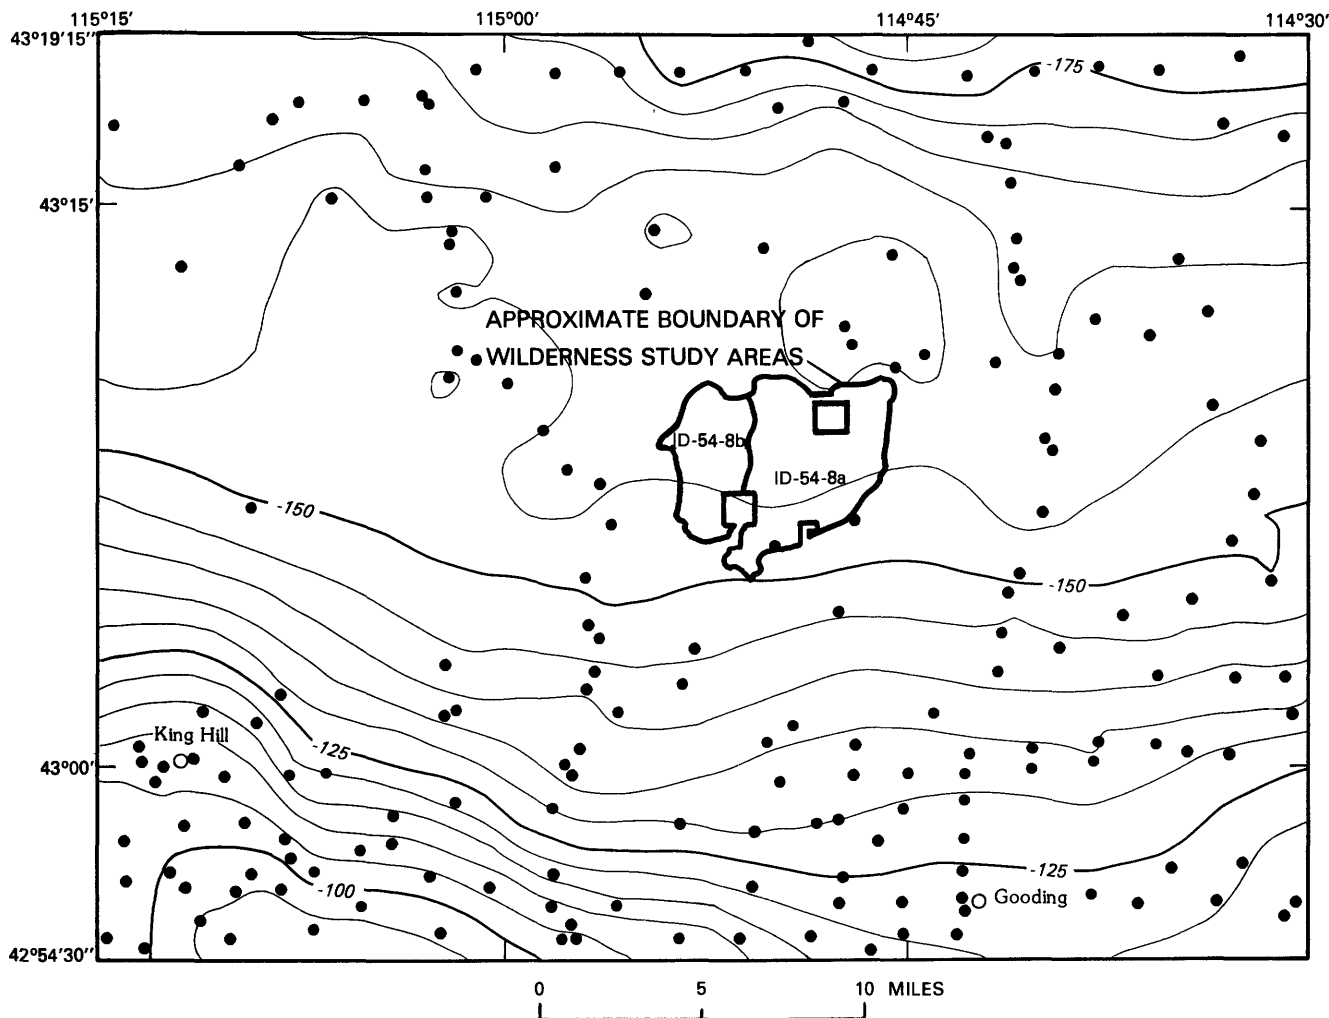 115°15′ 115°00′ 114°45′ 114°30′
43°19′15″
-175
43°15′
APPROXIMATE BOUNDARY OF
WILDERNESS STUDY AREAS
ID-54-8b
ID-54-8a
-150
-150
King Hill
-125
43°00′
-125
-100
Gooding
42°54′30″
0 5 10 MILES